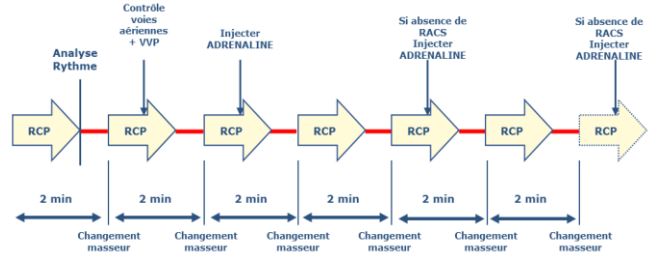 Contrôle
voies
aériennes
+ VVP
Injecter
ADRENALINE
Si absence de
RACS
Injecter
ADRENALINE
Si absence de
RACS
Injecter
ADRENALINE
Analyse
Rythme
RCP
RCP
RCP
RCP
RCP
RCP
RCP
2 min
2 min
2 min
2 min
2 min
2 min
Changement
masseur
Changement
masseur
Changement
masseur
Changement
masseur
Changement
masseur
Changement
masseur